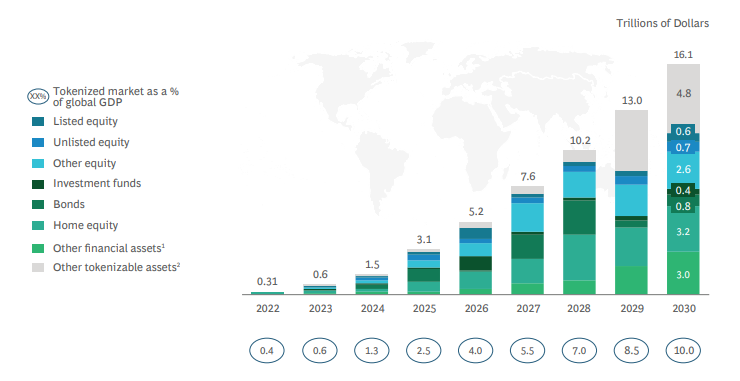 Trillions of Dollars
XX%
Tokenized market as a %
of global GDP
Listed equity
Unlisted equity
Other equity
Investment funds
Bonds
Home equity
Other financial assets¹
Other tokenizable assets²
0.31
0.6
1.5
3.1
5.2
7.6
10.2
13.0
16.1
4.8
0.6
0.7
2.6
0.4
0.8
3.2
3.0
2022 2023 2024 2025 2026 2027 2028 2029 2030
0.4 0.6 1.3 2.5 4.0 5.5 7.0 8.5 10.0